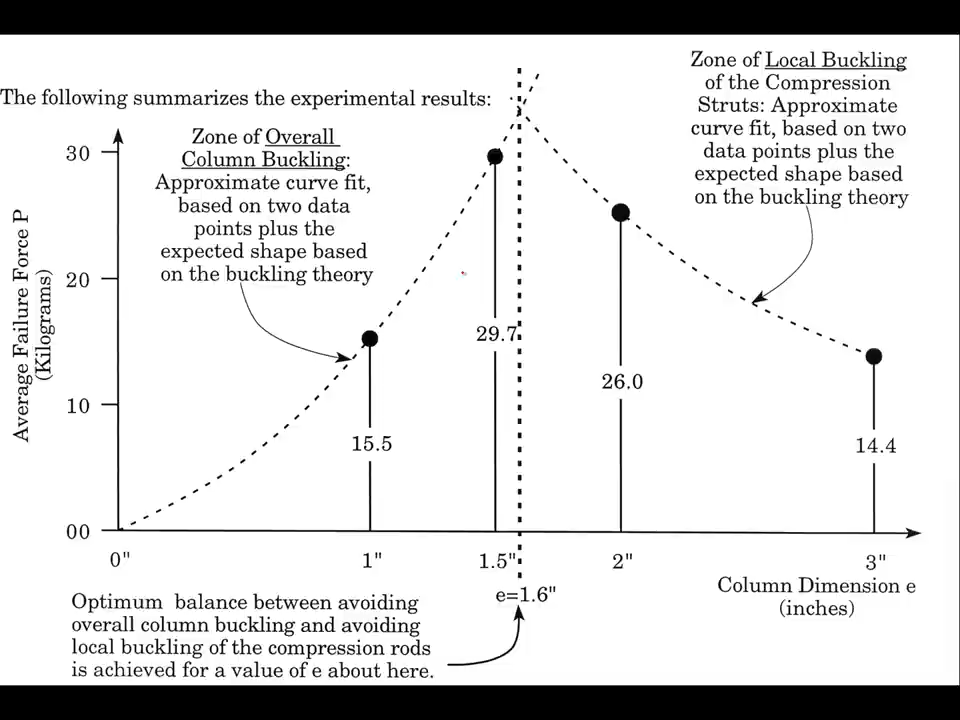 The following summarizes the experimental results:
Zone of Overall
Column Buckling:
Approximate curve fit,
based on two data
points plus the
expected shape based
on the buckling theory
Zone of Local Buckling
of the Compression
Struts: Approximate
curve fit, based on two
data points plus the
expected shape based
on the buckling theory
Average Failure Force P
(Kilograms)
30
20
10
00
15.5
29.7
26.0
14.4
0"
1"
1.5"
2"
3"
e=1.6"
Column Dimension e
(inches)
Optimum balance between avoiding
overall column buckling and avoiding
local buckling of the compression rods
is achieved for a value of e about here.